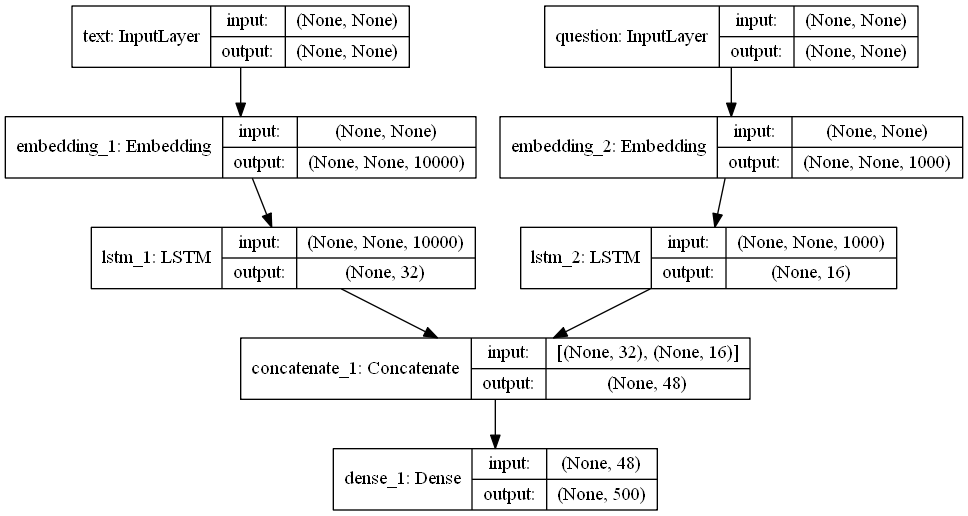 text: InputLayer
input: (None, None)
output: (None, None)
question: InputLayer
input: (None, None)
output: (None, None)
embedding_1: Embedding
input: (None, None)
output: (None, None, 10000)
embedding_2: Embedding
input: (None, None)
output: (None, None, 1000)
lstm_1: LSTM
input: (None, None, 10000)
output: (None, 32)
lstm_2: LSTM
input: (None, None, 1000)
output: (None, 16)
concatenate_1: Concatenate
input: [(None, 32), (None, 16)]
output: (None, 48)
dense_1: Dense
input: (None, 48)
output: (None, 500)